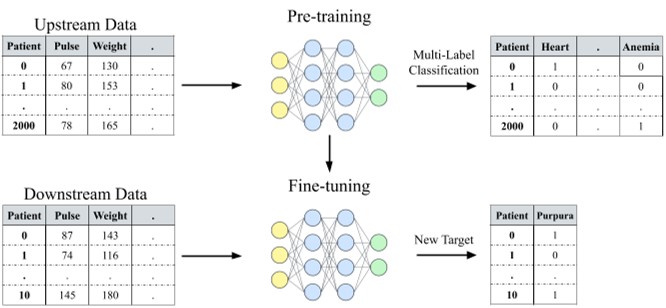 Upstream Data
Patient Pulse Weight .
0 67 130 .
1 80 153 .
. . . .
2000 78 165 .
Pre-training
Multi-Label
Classification
Patient Heart . Anemia
0 1 . 0
1 0 . 0
. . . .
2000 0 . 1
Downstream Data
Patient Pulse Weight .
0 87 143 .
1 74 116 .
. . . .
10 145 180 .
Fine-tuning
New Target
Patient Purpura
0 1
1 0
. .
10 1